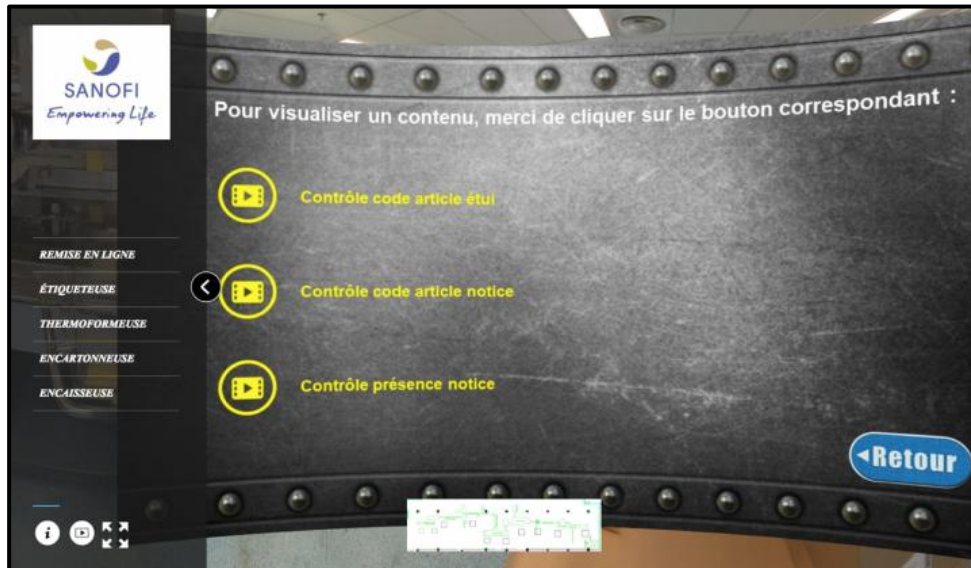 SANOFI
Empowering Life
Pour visualiser un contenu, merci de cliquer sur le bouton correspondant :
Contrôle code article étui
REMISE EN LIGNE
ÉTIQUETEUSE
Contrôle code article notice
THERMOFORMEUSE
ENCARTONNEUSE
Contrôle présence notice
ENCAISSEUSE
Retour